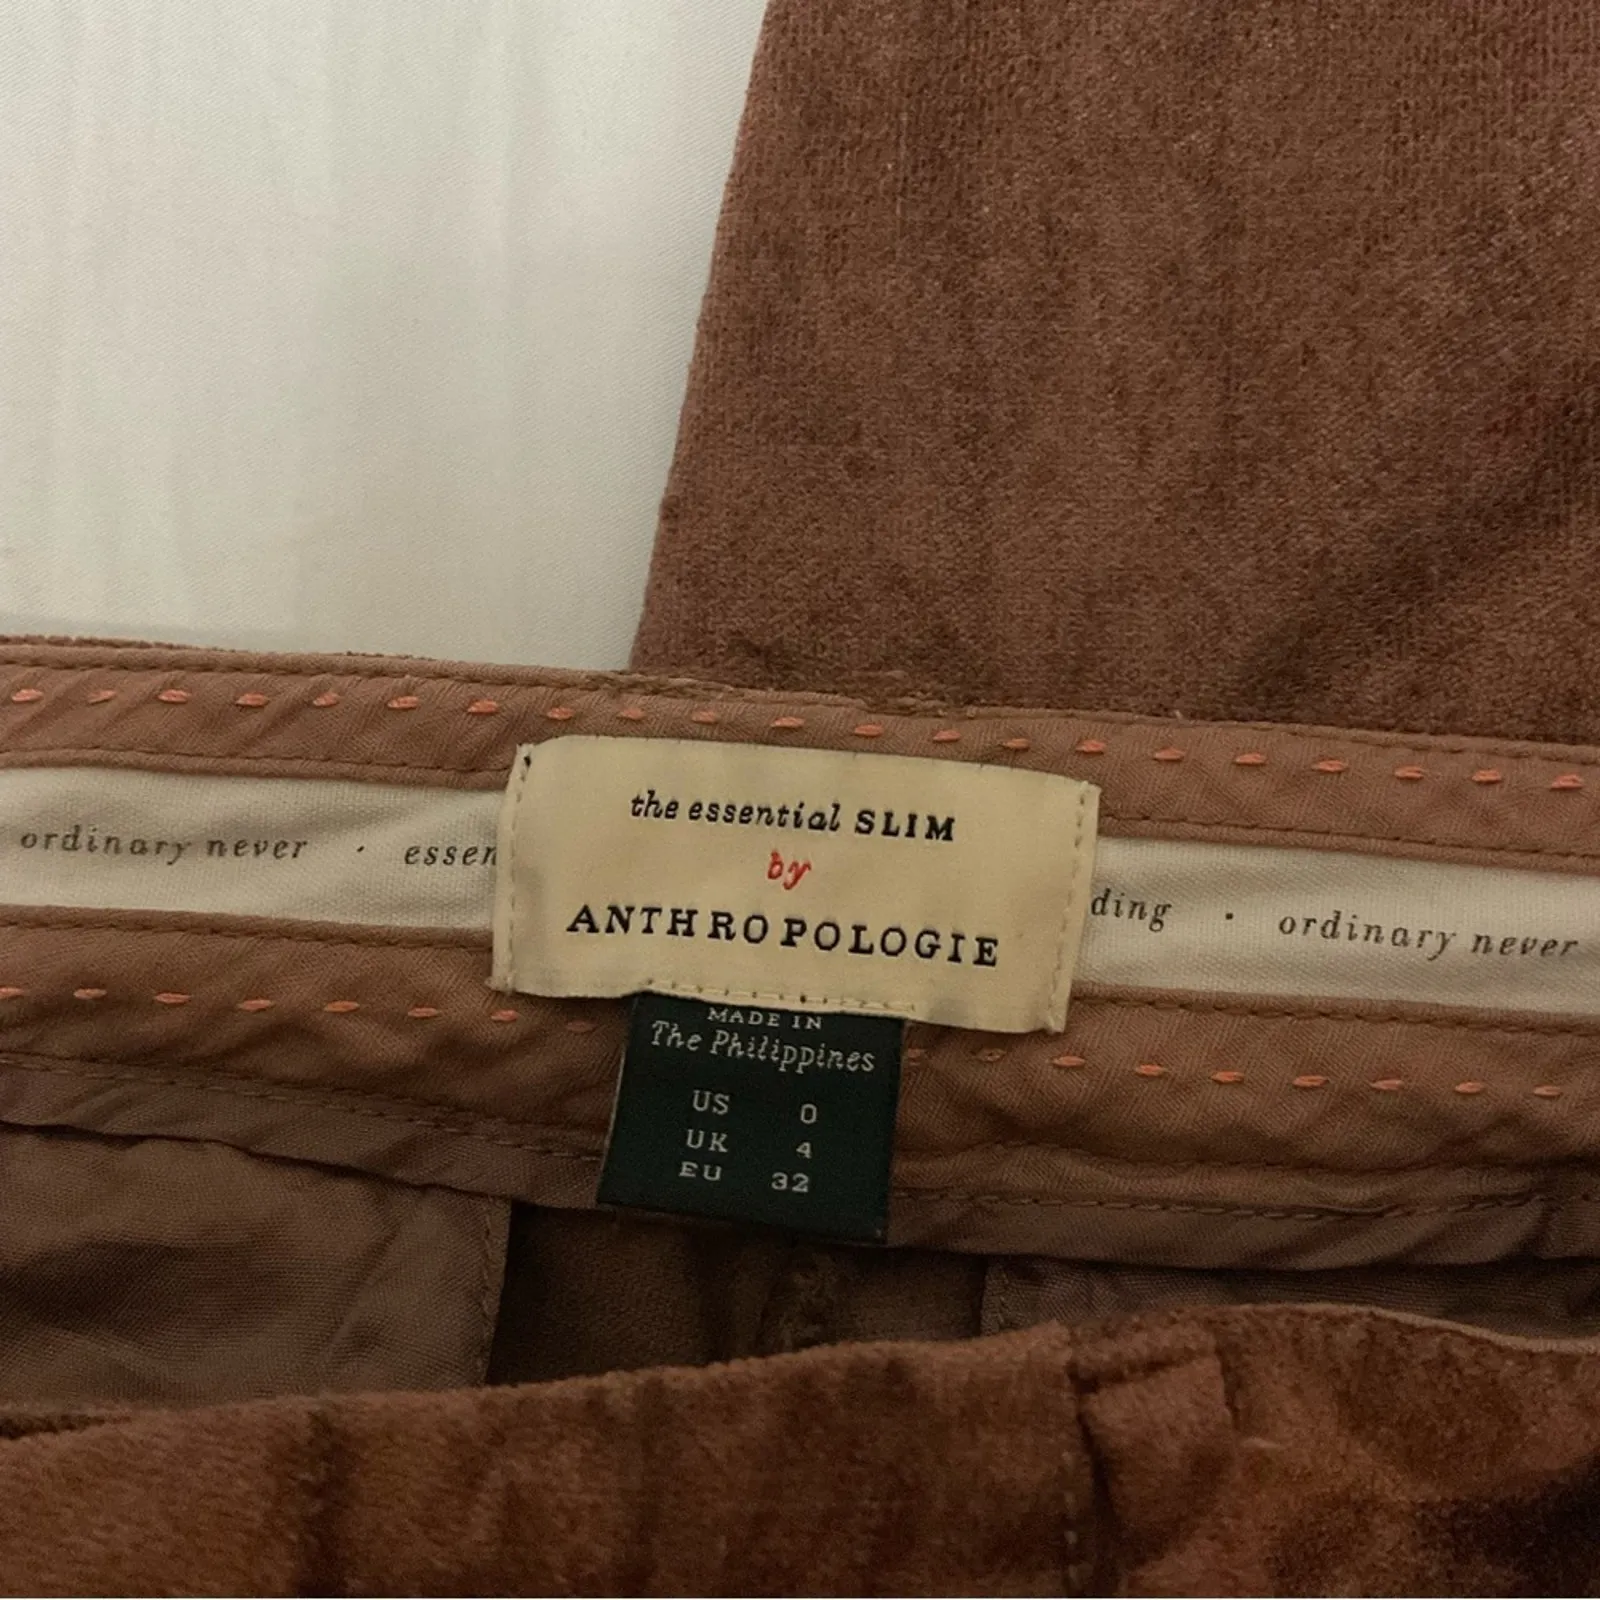 the essential SLIM
by
ANTHROPOLOGIE
ordinary never · essen
ding · ordinary never
MADE IN
The Philippines
US 0
UK 4
EU 32